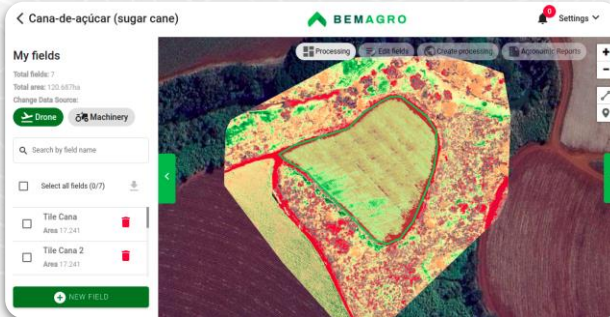 Cana-de-açúcar (sugar cane)
BEMAGRO
0
Settings
My fields
Total fields: 7
Total area: 120.687ha
Change Data Source:
Drone
Machinery
Search by field name
Select all fields (0/7)
Tile Cana
Area 17.241
Tile Cana 2
Area 17.241
NEW FIELD
Processing
Edit fields
Create processing
Agronomic Reports